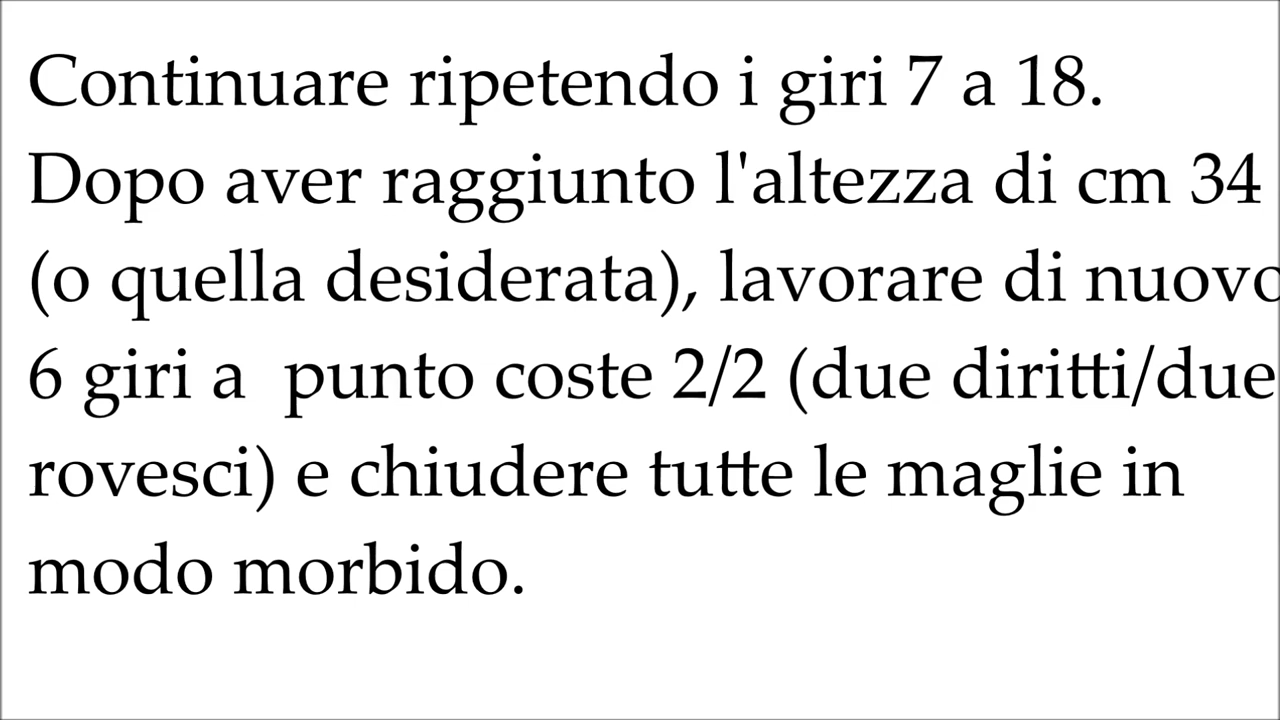 Continuare ripetendo i giri 7 a 18.
Dopo aver raggiunto l'altezza di cm 34
(o quella desiderata), lavorare di nuovo
6 giri a  punto coste 2/2 (due diritti/due
rovesci) e chiudere tutte le maglie in
modo morbido.